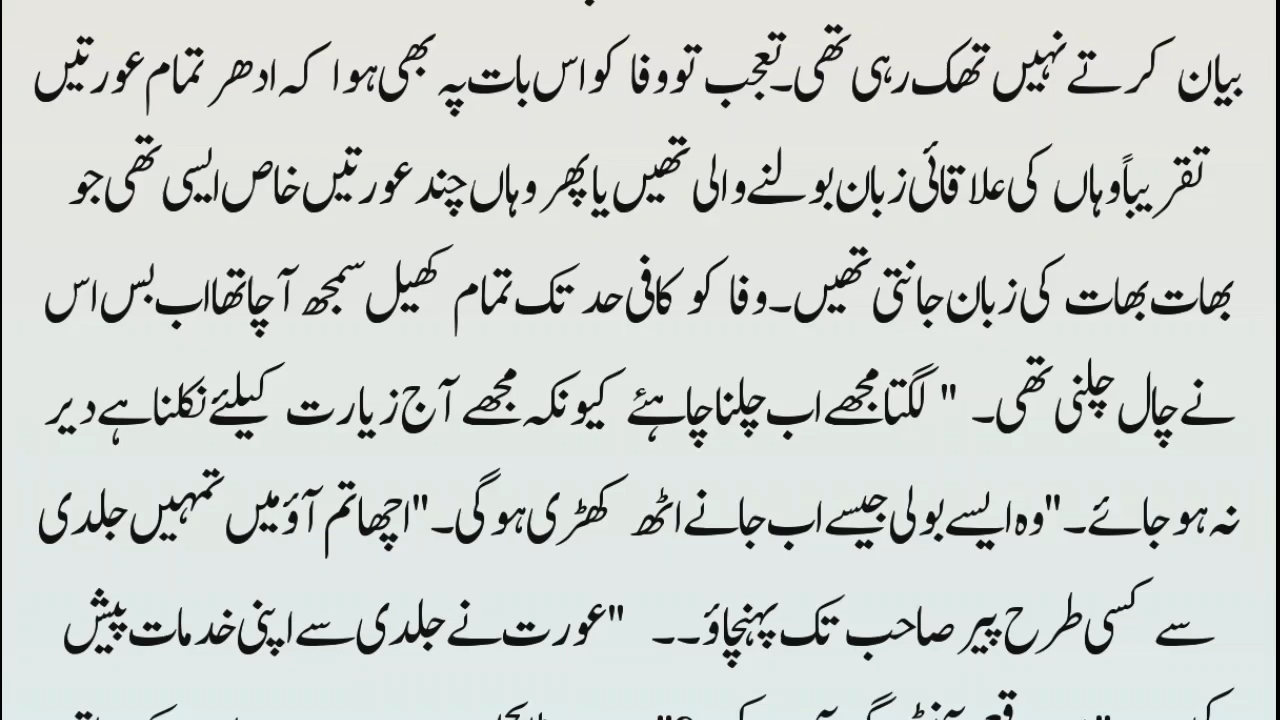 بیان کرتے نہیں تھک رہی تھی۔تعجب تو وفا کو اس بات پہ بھی ہوا کہ ادھر تمام عورتیں
تقریباً وہاں کی علاقائی زبان بولنے والی تھیں یا پھر وہاں چند عورتیں خاص ایسی تھی جو
بھات بھات کی زبان جانتی تھیں۔وفا کو کافی حد تک تمام کھیل سمجھ آ چا تھا اب بس اس
نے چال چلنی تھی۔ " لگتا مجھے اب چلنا چاہئے کیونکہ مجھے آج زیارت کیلئے نکلنا ہے دیر
نہ ہو جائے۔"وہ ایسے بولی جیسے اب جانے اٹھ کھڑی ہو گی۔"اچھا تم آؤ میں تمہیں جلدی
سے کسی طرح پیر صاحب تک پہنچاؤ۔۔ "عورت نے جلدی سے اپنی خدمات پیش